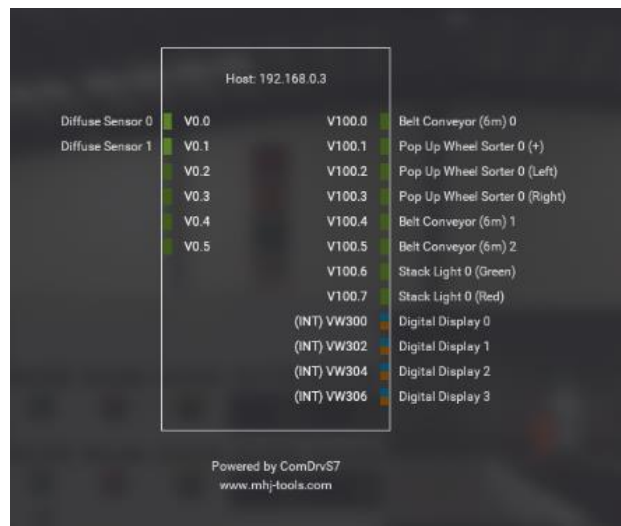 Host: 192.168.0.3
Diffuse Sensor 0 V0.0 V100.0 Belt Conveyor (6m) 0
Diffuse Sensor 1 V0.1 V100.1 Pop Up Wheel Sorter 0 (+)
V0.2 V100.2 Pop Up Wheel Sorter 0 (Left)
V0.3 V100.3 Pop Up Wheel Sorter 0 (Right)
V0.4 V100.4 Belt Conveyor (6m) 1
V0.5 V100.5 Belt Conveyor (6m) 2
V100.6 Stack Light 0 (Green)
V100.7 Stack Light 0 (Red)
(INT) VW300 Digital Display 0
(INT) VW302 Digital Display 1
(INT) VW304 Digital Display 2
(INT) VW306 Digital Display 3
Powered by ComDrvS7
www.mhj-tools.com